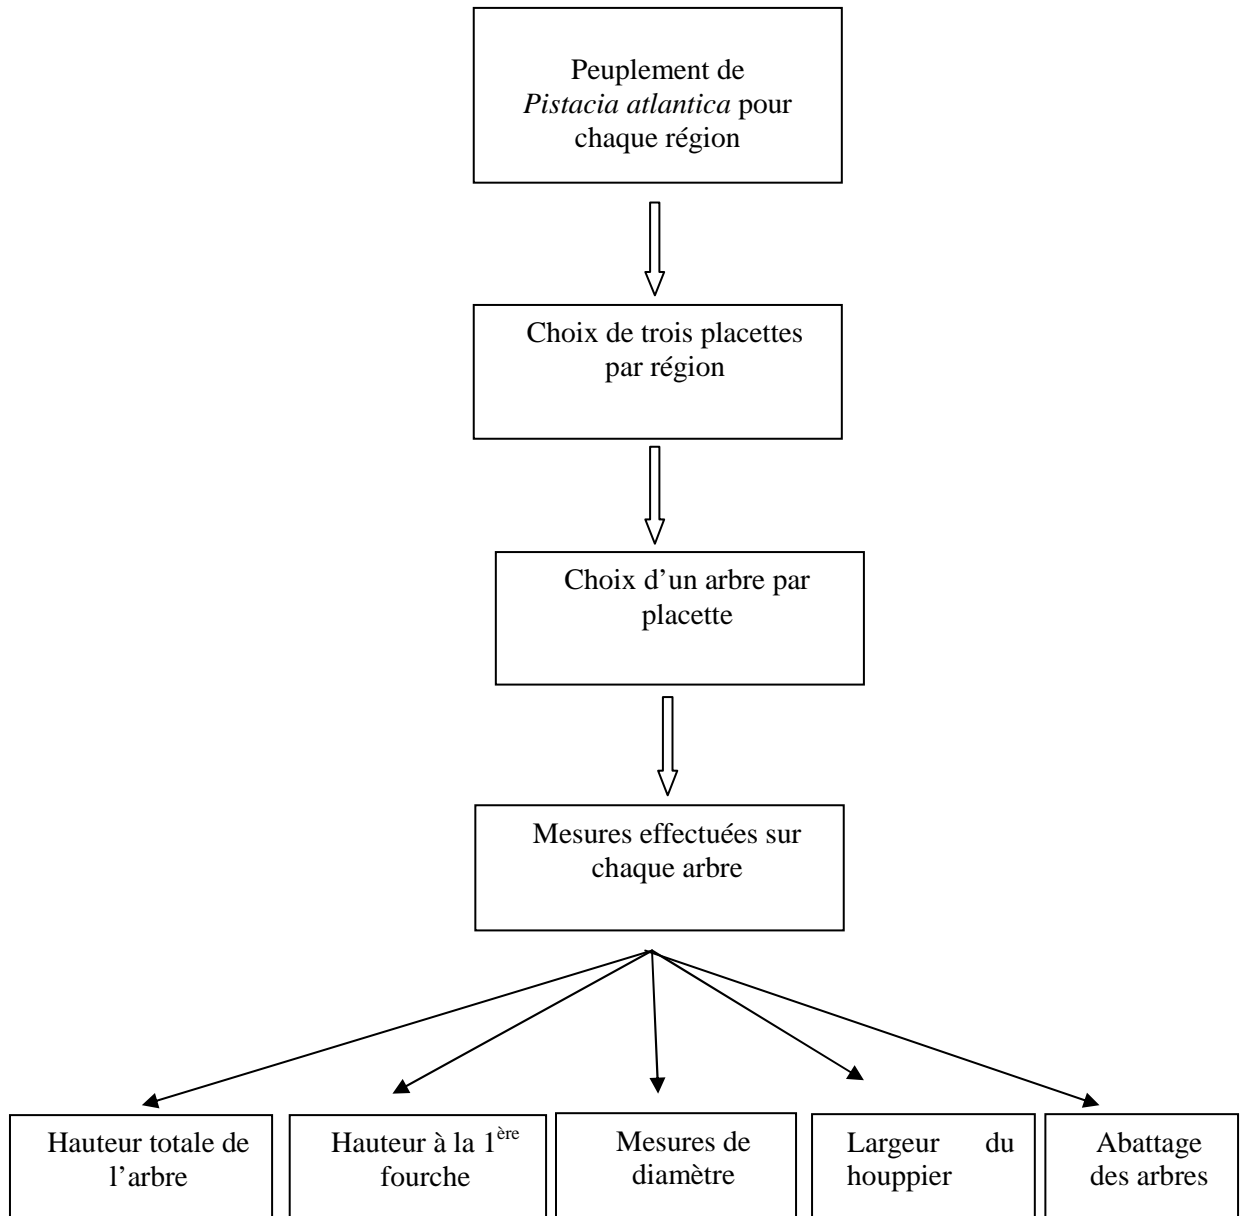 Peuplement de
Pistacia atlantica pour
chaque région
Choix de trois placettes
par région
Choix d’un arbre par
placette
Mesures effectuées sur
chaque arbre
Hauteur totale de
l’arbre
Hauteur à la 1ère
fourche
Mesures de
diamètre
Largeur du
houppier
Abattage
des arbres